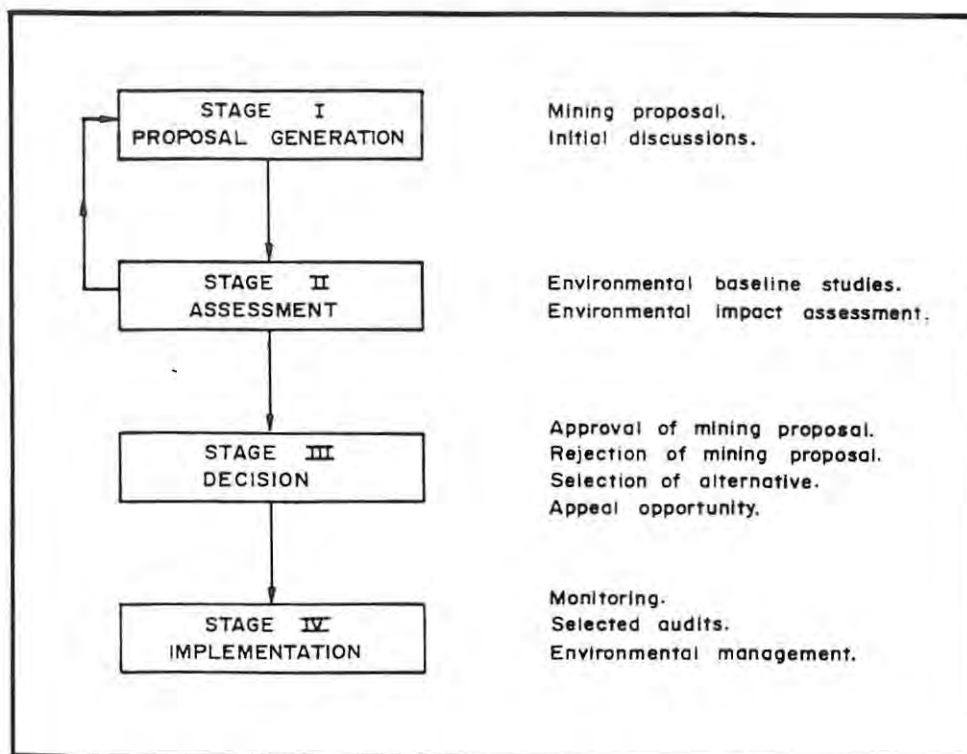 STAGE I
PROPOSAL GENERATION
Mining proposal.
Initial discussions.
STAGE II
ASSESSMENT
Environmental baseline studies.
Environmental impact assessment.
STAGE III
DECISION
Approval of mining proposal.
Rejection of mining proposal.
Selection of alternative.
Appeal opportunity.
STAGE IV
IMPLEMENTATION
Monitoring.
Selected audits.
Environmental management.